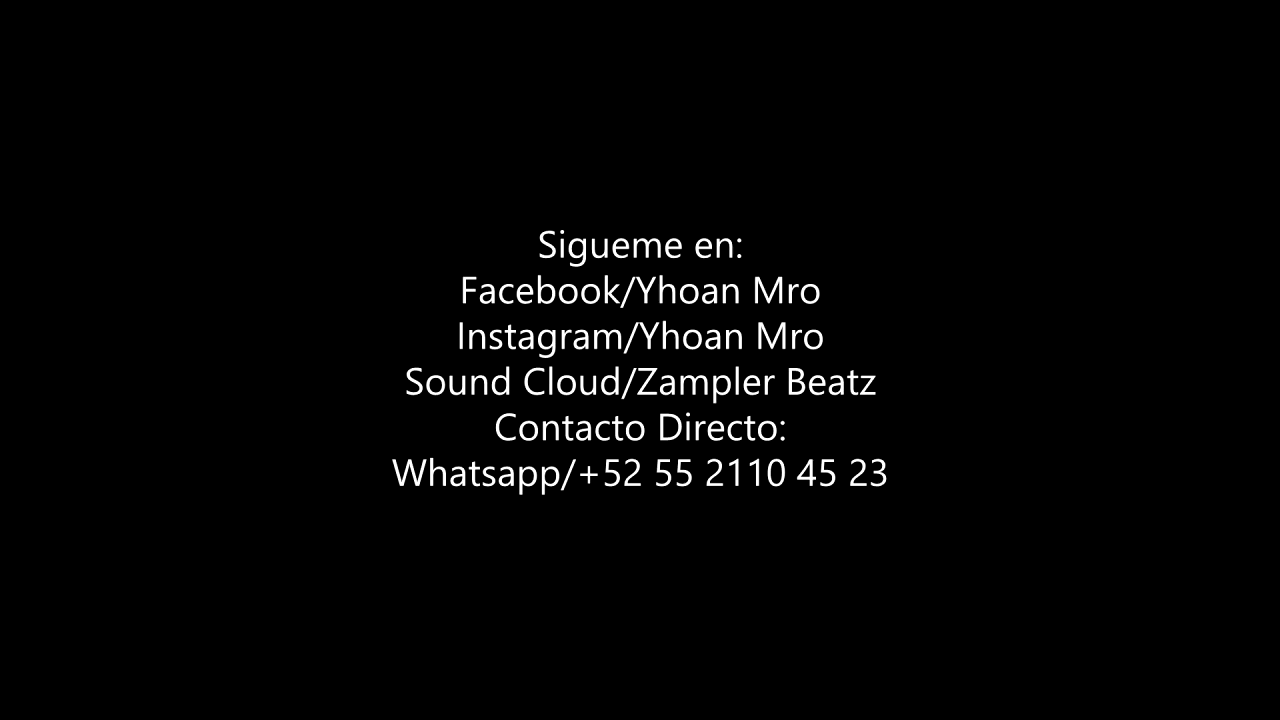 Sigueme en:
Facebook/Yhoan Mro
Instagram/Yhoan Mro
Sound Cloud/Zampler Beatz
Contacto Directo:
Whatsapp/+52 55 2110 45 23